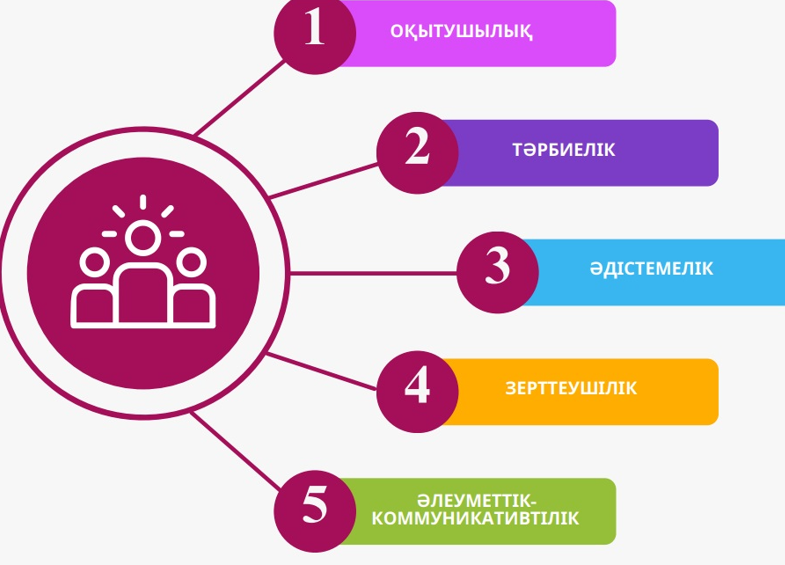 1
ОҚЫТУШЫЛЫҚ
2
ТӘРБИЕЛІК
3
ӘДІСТЕМЕЛІК
4
ЗЕРТТЕУШІЛІК
5
ӘЛЕУМЕТТІК-
КОММУНИКАТИВТІЛІК